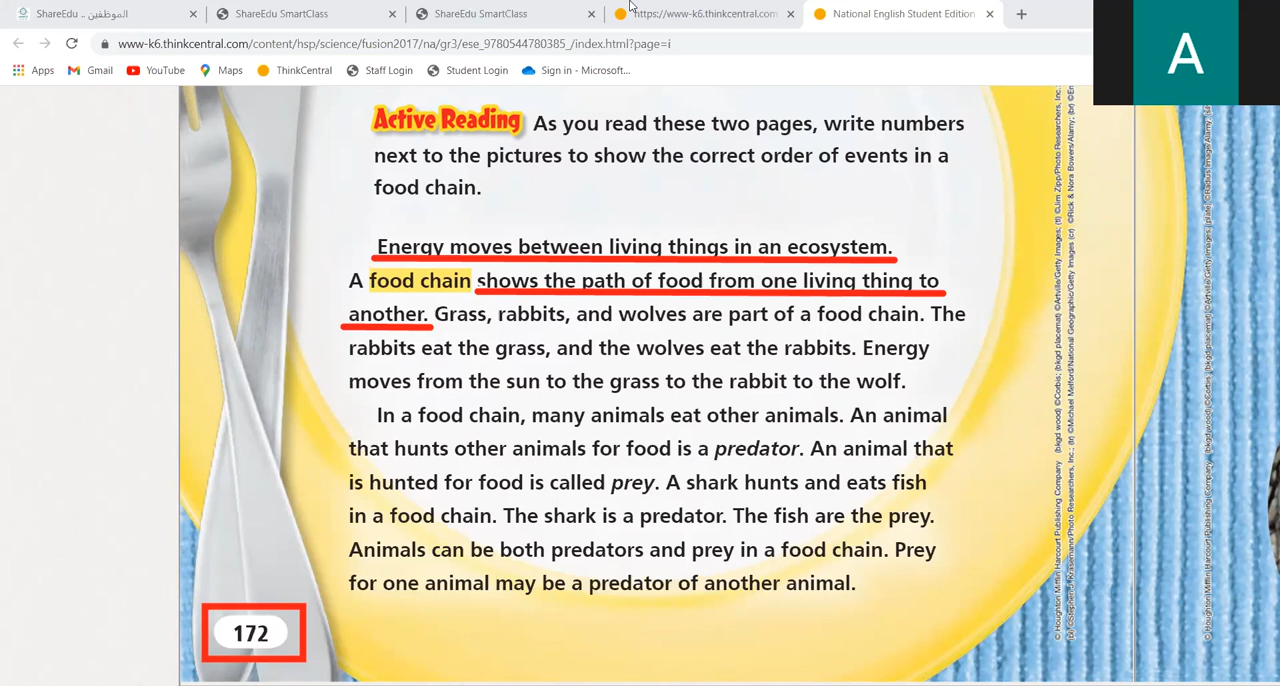 ShareEdu .. الموظفين
ShareEdu SmartClass
ShareEdu SmartClass
https://www-k6.thinkcentral.com
National English Student Edition
www-k6.thinkcentral.com/content/hsp/science/fusion2017/na/gr3/ese_9780544780385_/index.html?page=i
Apps Gmail YouTube Maps ThinkCentral Staff Login Student Login Sign in - Microsoft...
A
Active Reading As you read these two pages, write numbers
next to the pictures to show the correct order of events in a
food chain.
Energy moves between living things in an ecosystem.
A food chain shows the path of food from one living thing to
another. Grass, rabbits, and wolves are part of a food chain. The
rabbits eat the grass, and the wolves eat the rabbits. Energy
moves from the sun to the grass to the rabbit to the wolf.
In a food chain, many animals eat other animals. An animal
that hunts other animals for food is a predator. An animal that
is hunted for food is called prey. A shark hunts and eats fish
in a food chain. The shark is a predator. The fish are the prey.
Animals can be both predators and prey in a food chain. Prey
for one animal may be a predator of another animal.
172
© Houghton Mifflin Harcourt Publishing Company
© Houghton Mifflin Harcourt Publishing Company